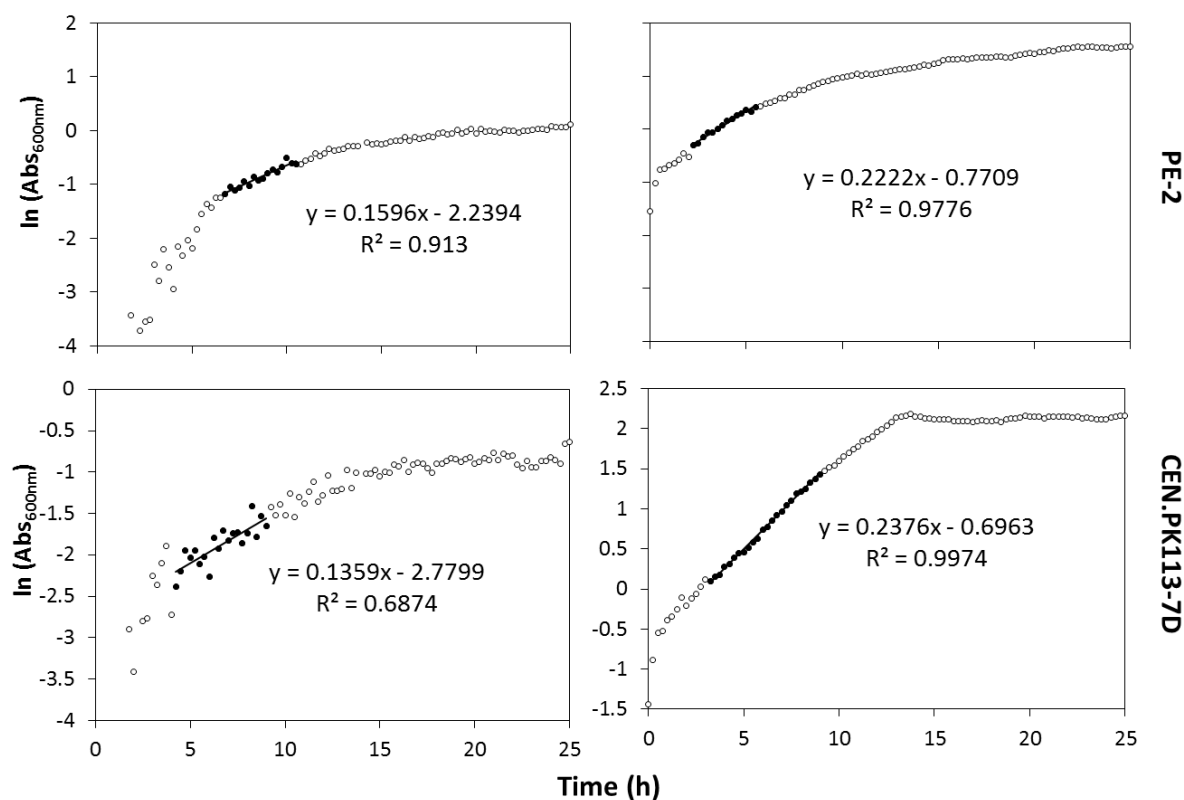 2
1
0
-1
-2
-3
-4
ln (Abs600nm)
y = 0.1596x - 2.2394
R² = 0.913
y = 0.2222x - 0.7709
R² = 0.9776
PE-2
-0
-0.5
-1
-1.5
-2
-2.5
-3
-3.5
-4
ln (Abs600nm)
y = 0.1359x - 2.7799
R² = 0.6874
0 5 10 15 20 25
2.5
2
1.5
1
0.5
0
-0.5
-1
-1.5
y = 0.2376x - 0.6963
R² = 0.9974
0 5 10 15 20 25
CEN.PK113-7D
Time (h)